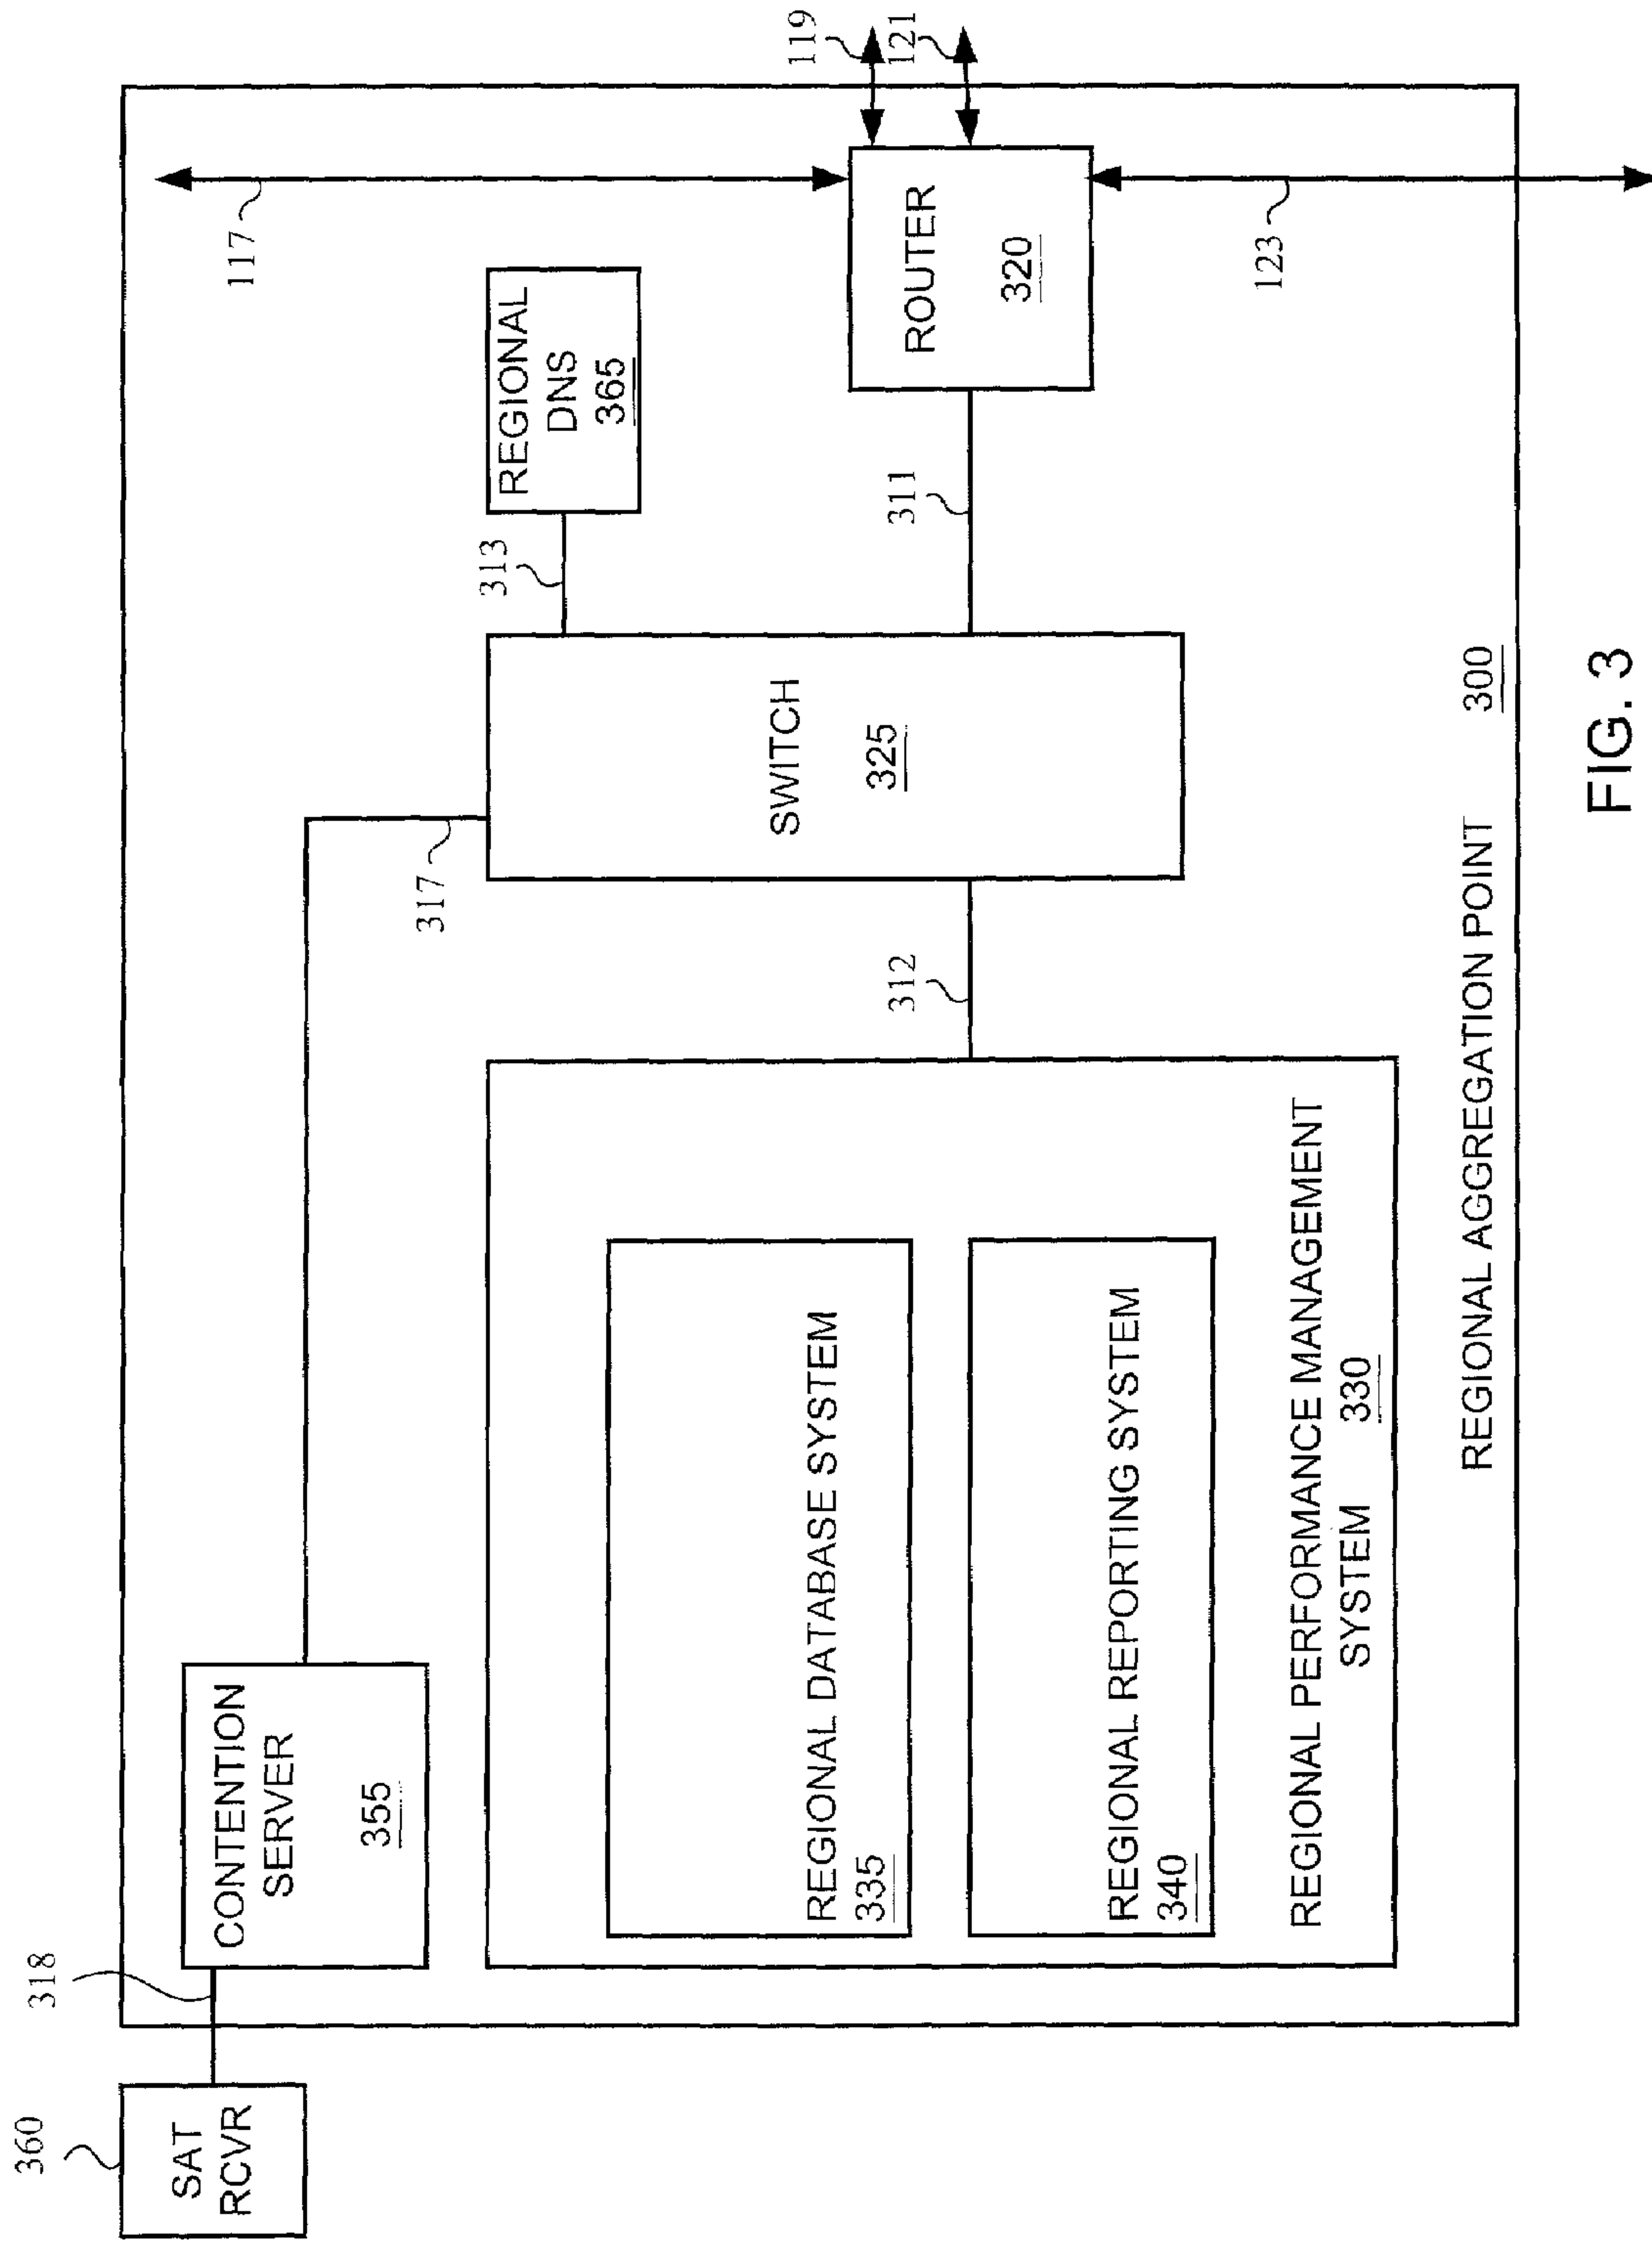 360
SAT
RCVR
318
CONTENTION
SERVER
355
317
313
REGIONAL
DNS
365
117
119
121
REGIONAL DATABASE SYSTEM
335
REGIONAL REPORTING SYSTEM
340
REGIONAL PERFORMANCE MANAGEMENT
SYSTEM 330
312
SWITCH
325
311
ROUTER
320
123
REGIONAL AGGREGATION POINT 300
FIG. 3